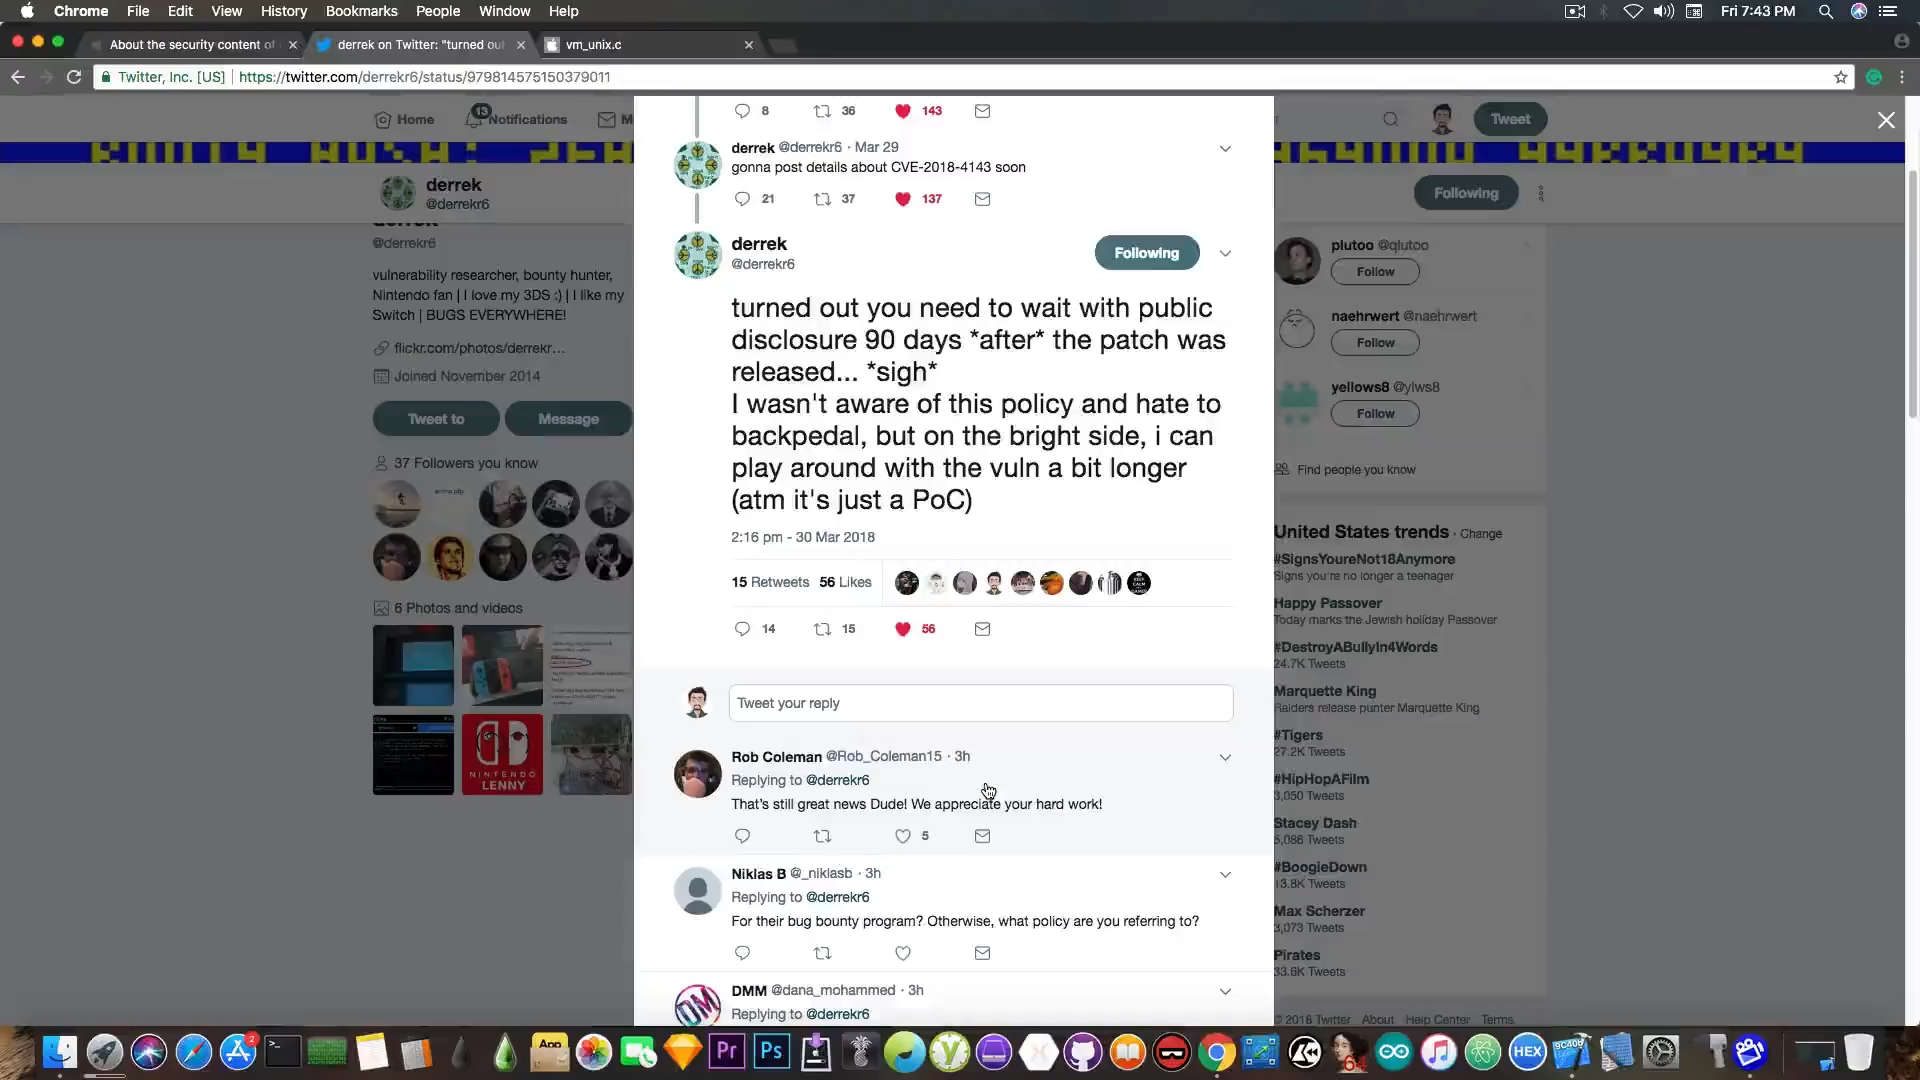 Chrome File Edit View History Bookmarks People Window Help Fri 7:43 PM
About the security content of derrek on Twitter: "turned out vm_unix.c
Twitter, Inc. [US] https://twitter.com/derrekr6/status/979814575150379011
Home 13 Notifications M Tweet
8 36 143
derrek @derrekr6 · Mar 29
gonna post details about CVE-2018-4143 soon
21 37 137
derrek
@derrekr6
Following
derrek
@derrekr6
Following
turned out you need to wait with public
disclosure 90 days *after* the patch was
released... *sigh*
I wasn't aware of this policy and hate to
backpedal, but on the bright side, i can
play around with the vuln a bit longer
(atm it's just a PoC)
2:16 pm - 30 Mar 2018
15 Retweets 56 Likes
14 15 56
Tweet your reply
Rob Coleman @Rob_Coleman15 · 3h
Replying to @derrekr6
That's still great news Dude! We appreciate your hard work!
5
Niklas B @_niklasb · 3h
Replying to @derrekr6
For their bug bounty program? Otherwise, what policy are you referring to?
DMM @dana_mohammed · 3h
Replying to @derrekr6
derrek
@derrekr6
vulnerability researcher, bounty hunter,
Nintendo fan | I love my 3DS :) | I like my
Switch | BUGS EVERYWHERE!
flickr.com/photos/derrekr…
Joined November 2014
Tweet to Message
37 Followers you know
6 Photos and videos
NINTENDO
LENNY
plutoo @qlutoo
Follow
naehrwert @naehrwert
Follow
yellows8 @ylws8
Follow
Find people you know
United States trends · Change
#SignsYoureNot18Anymore
Signs you're no longer a teenager
Happy Passover
Today marks the Jewish holiday Passover
#DestroyABullyIn4Words
24.7K Tweets
Marquette King
Raiders release punter Marquette King
#Tigers
27.2K Tweets
#HipHopAFilm
3,050 Tweets
Stacey Dash
5,086 Tweets
#BoogieDown
13.8K Tweets
Max Scherzer
3,073 Tweets
Pirates
33.6K Tweets
© 2018 Twitter About Help Center Terms
2 App Pr Ps HEX 64